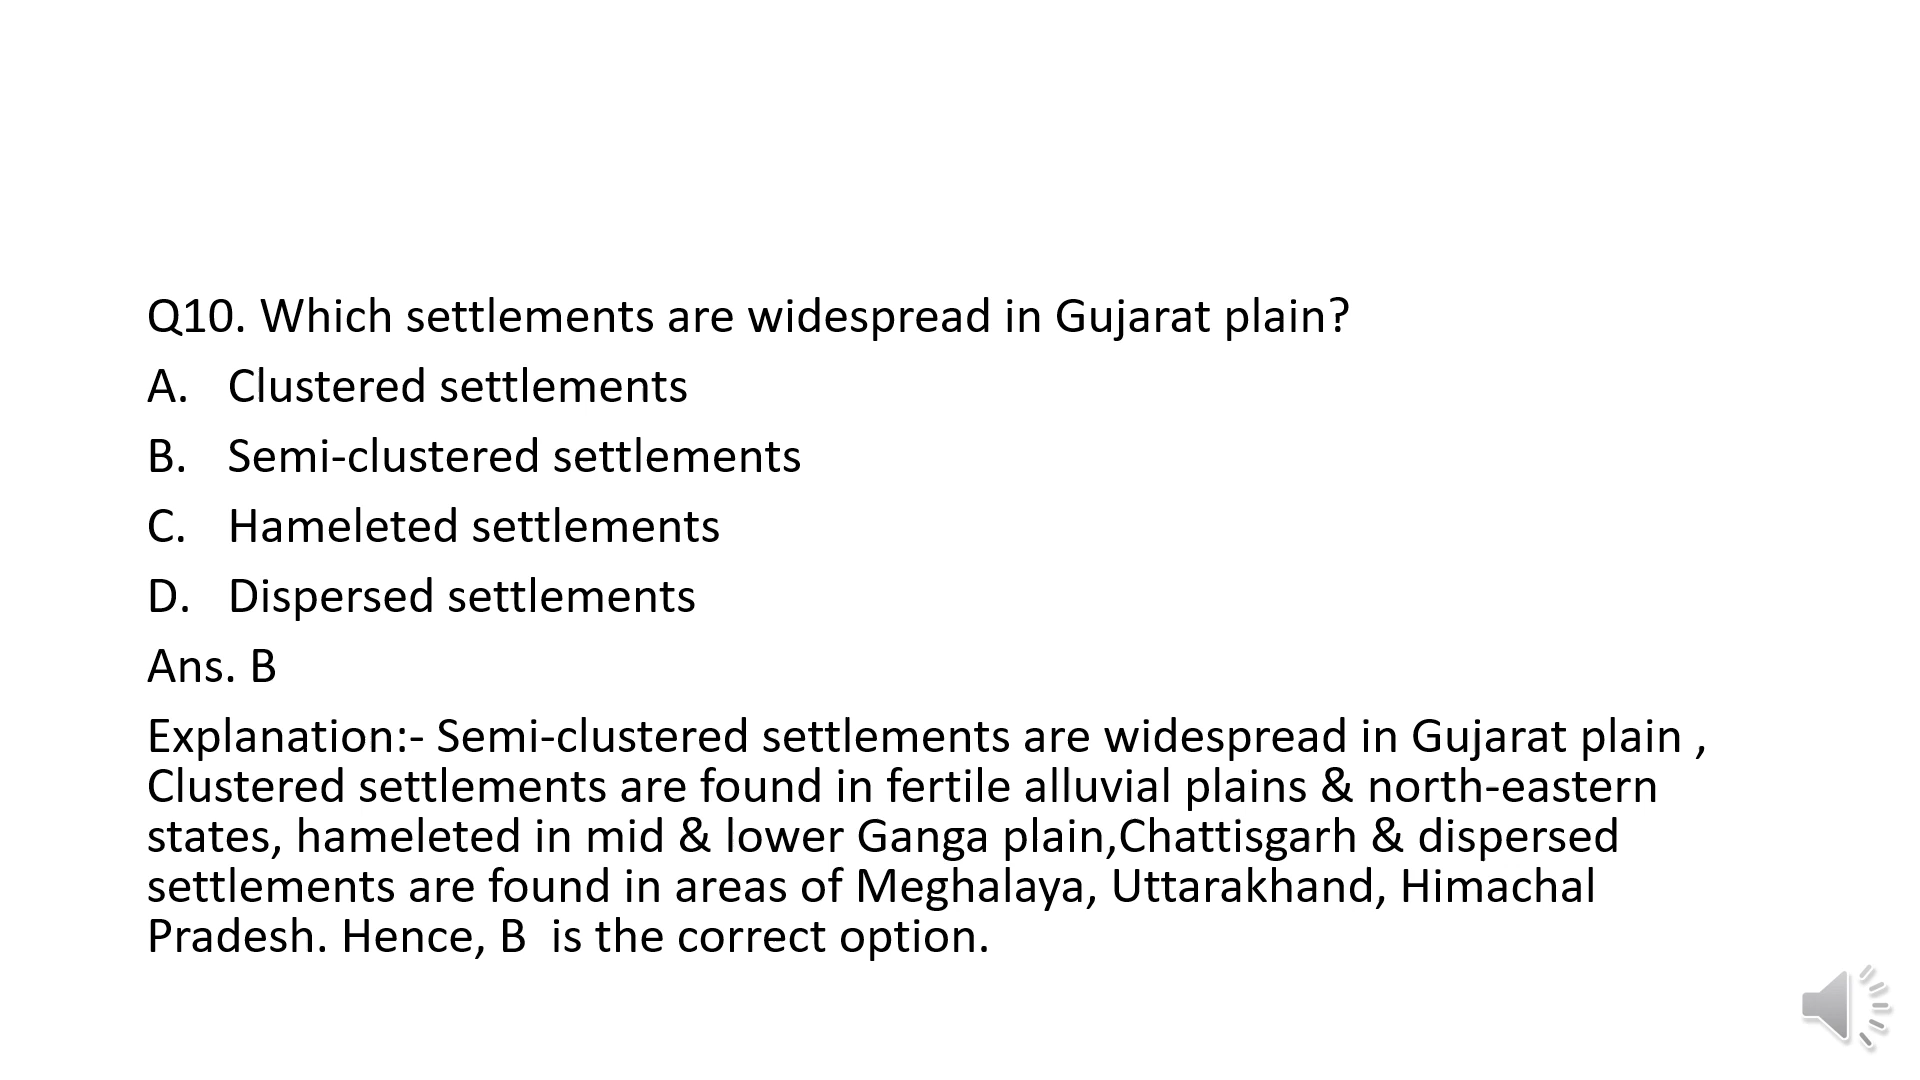 Q10. Which settlements are widespread in Gujarat plain?
A. Clustered settlements
B. Semi-clustered settlements
C. Hameleted settlements
D. Dispersed settlements
Ans. B
Explanation:- Semi-clustered settlements are widespread in Gujarat plain ,
Clustered settlements are found in fertile alluvial plains & north-eastern
states, hameleted in mid & lower Ganga plain,Chattisgarh & dispersed
settlements are found in areas of Meghalaya, Uttarakhand, Himachal
Pradesh. Hence, B  is the correct option.